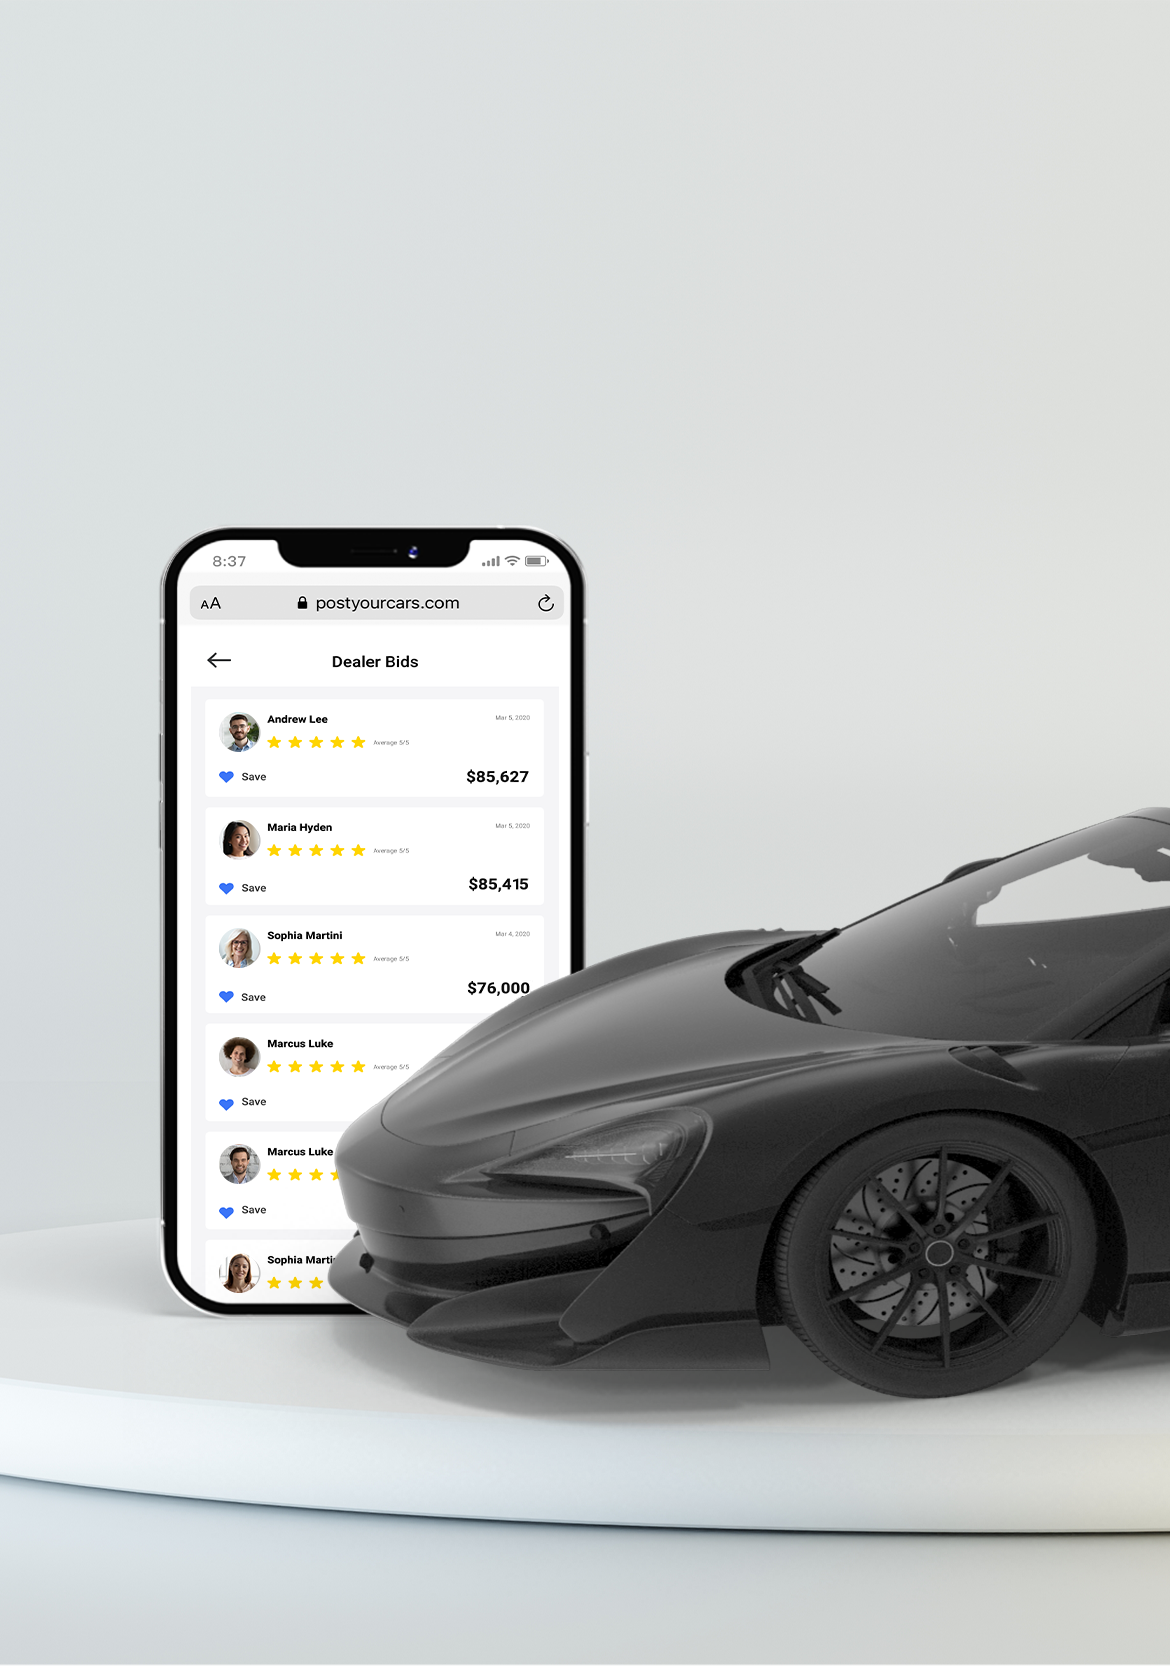 8:37
AA postyourcars.com
Dealer Bids
Andrew Lee
Mar 5, 2020
Average 5/5
Save
$85,627
Maria Hyden
Mar 5, 2020
Average 5/5
Save
$85,415
Sophia Martini
Mar 4, 2020
Average 5/5
Save
$76,000
Marcus Luke
Average 5/5
Save
Marcus Luke
Save
Sophia Marti